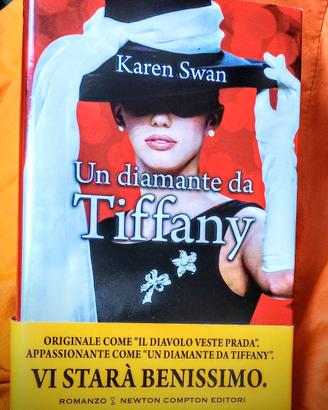 Karen Swan
Un diamante da
Tiffany
ORIGINALE COME “IL DIAVOLO VESTE PRADA”.
APPASSIONANTE COME “UN DIAMANTE DA TIFFANY”.
VI STARÀ BENISSIMO.
ROMANZO NEWTON COMPTON EDITORI